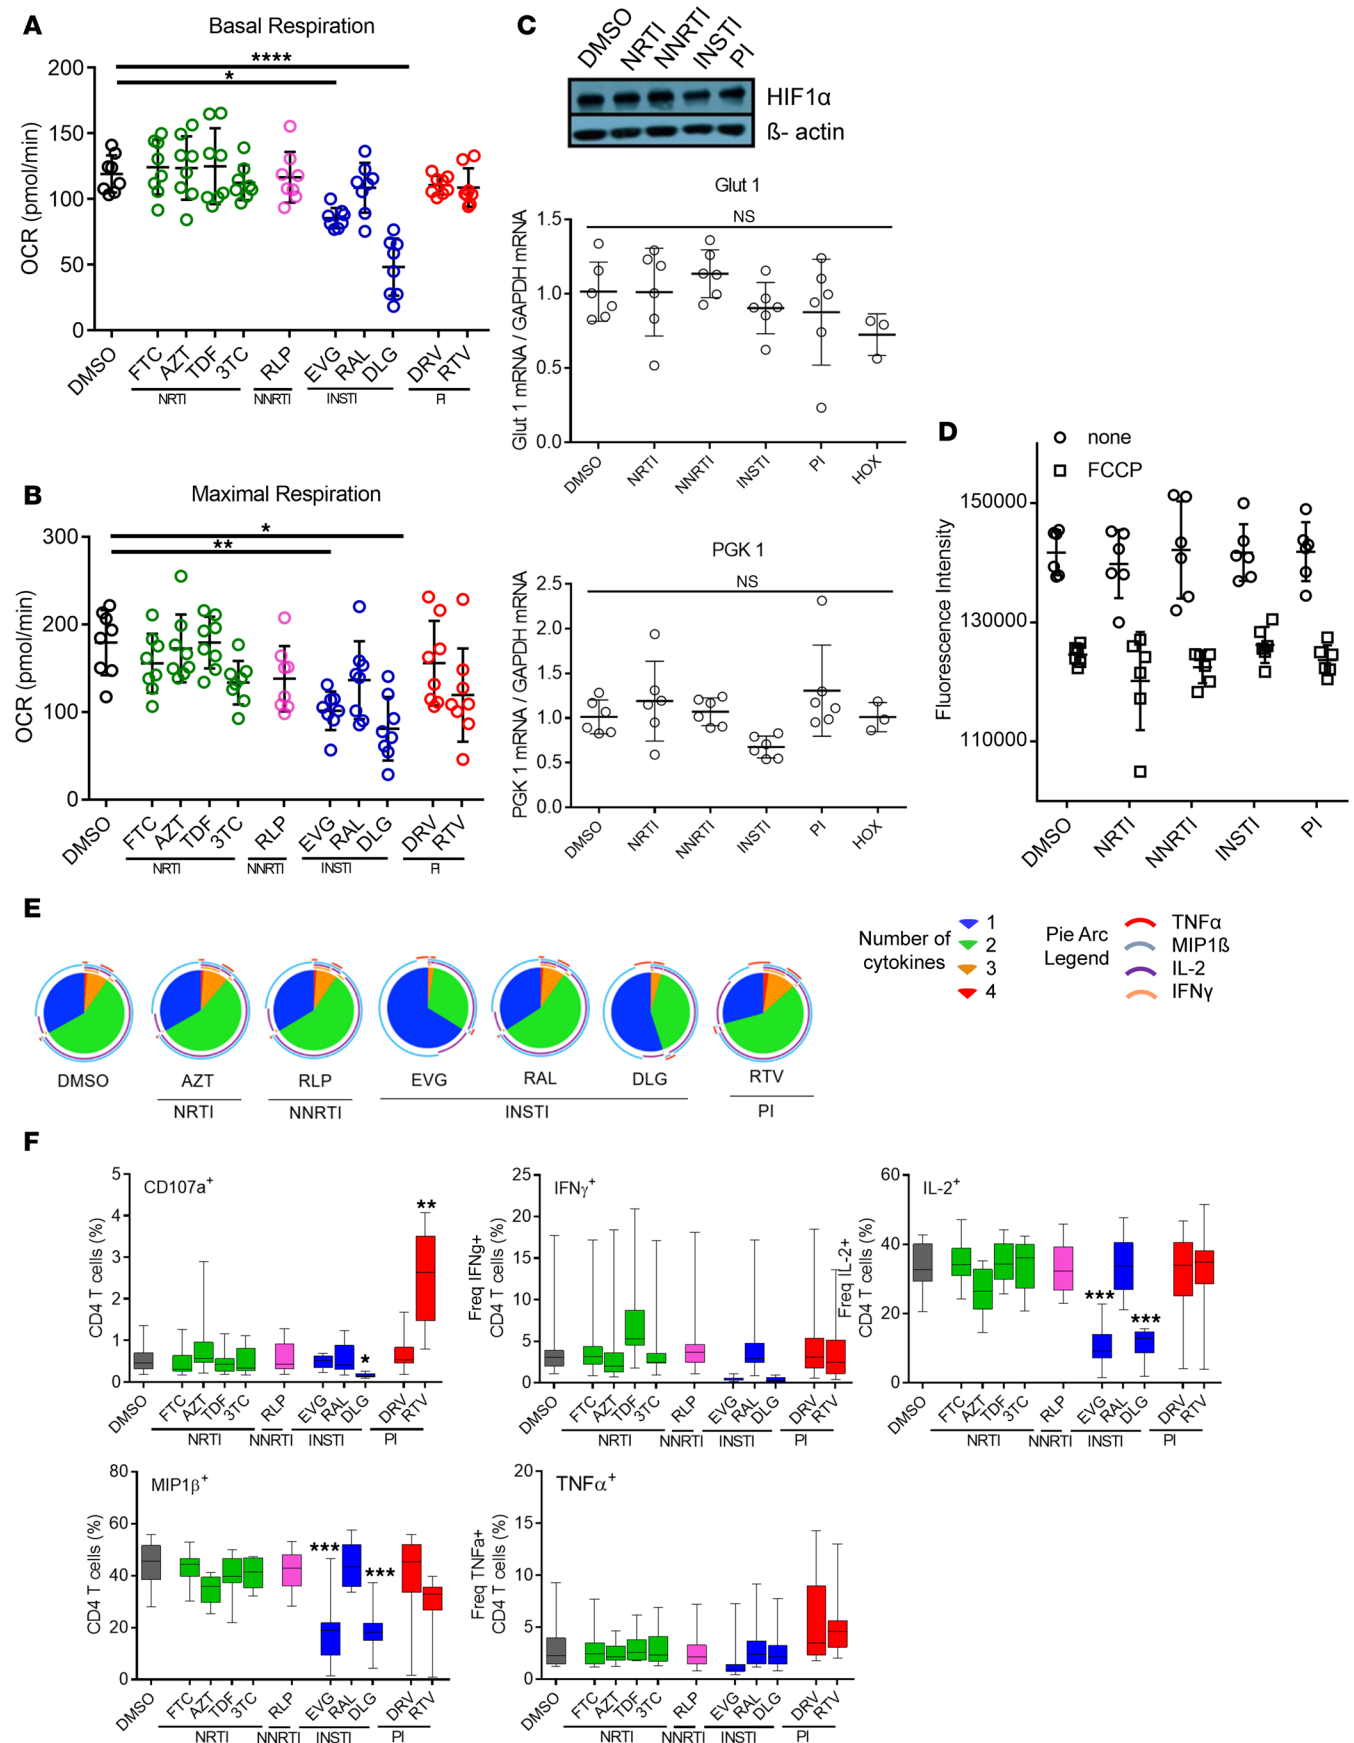 A
Basal Respiration
****
*
OCR (pmol/min)
200
150
100
50
0
DMSO
FTC
AZT
TDF
3TC
RLP
EVG
RAL
DLG
DRV
RTV
NRTI
NNRTI
INSTI
PI
B
Maximal Respiration
*
**
OCR (pmol/min)
300
200
100
0
DMSO
FTC
AZT
TDF
3TC
RLP
EVG
RAL
DLG
DRV
RTV
NRTI
NNRTI
INSTI
PI
C
DMSO
NRTI
NNRTI
INSTI
PI
HIF1α
ß- actin
Glut 1
NS
Glut 1 mRNA / GAPDH mRNA
1.5
1.0
0.5
0.0
DMSO
NRTI
NNRTI
INSTI
PI
HOX
PGK 1
NS
PGK 1 mRNA / GAPDH mRNA
2.5
2.0
1.5
1.0
0.5
0.0
DMSO
NRTI
NNRTI
INSTI
PI
HOX
D
none
FCCP
Fluorescence Intensity
150000
130000
110000
DMSO
NRTI
NNRTI
INSTI
PI
E
DMSO
AZT
RLP
EVG
RAL
DLG
RTV
NRTI
NNRTI
INSTI
PI
Number of
cytokines
1
2
3
4
Pie Arc
Legend
TNFα
MIP1ß
IL-2
IFNγ
F
CD107a+
CD4 T cells (%)
5
4
3
2
1
0
*
**
DMSO
FTC
AZT
TDF
3TC
RLP
EVG
RAL
DLG
DRV
RTV
NRTI
NNRTI
INSTI
PI
IFNγ+
Freq IFNg+
CD4 T cells (%)
25
20
15
10
5
0
DMSO
FTC
AZT
TDF
3TC
RLP
EVG
RAL
DLG
DRV
RTV
NRTI
NNRTI
INSTI
PI
IL-2+
Freq IL-2+
CD4 T cells (%)
60
40
20
0
***
***
DMSO
FTC
AZT
TDF
3TC
RLP
EVG
RAL
DLG
DRV
RTV
NRTI
NNRTI
INSTI
PI
MIP1β+
CD4 T cells (%)
80
60
40
20
0
***
***
DMSO
FTC
AZT
TDF
3TC
RLP
EVG
RAL
DLG
DRV
RTV
NRTI
NNRTI
INSTI
PI
TNFα+
Freq TNFa+
CD4 T cells (%)
20
15
10
5
0
DMSO
FTC
AZT
TDF
3TC
RLP
EVG
RAL
DLG
DRV
RTV
NRTI
NNRTI
INSTI
PI